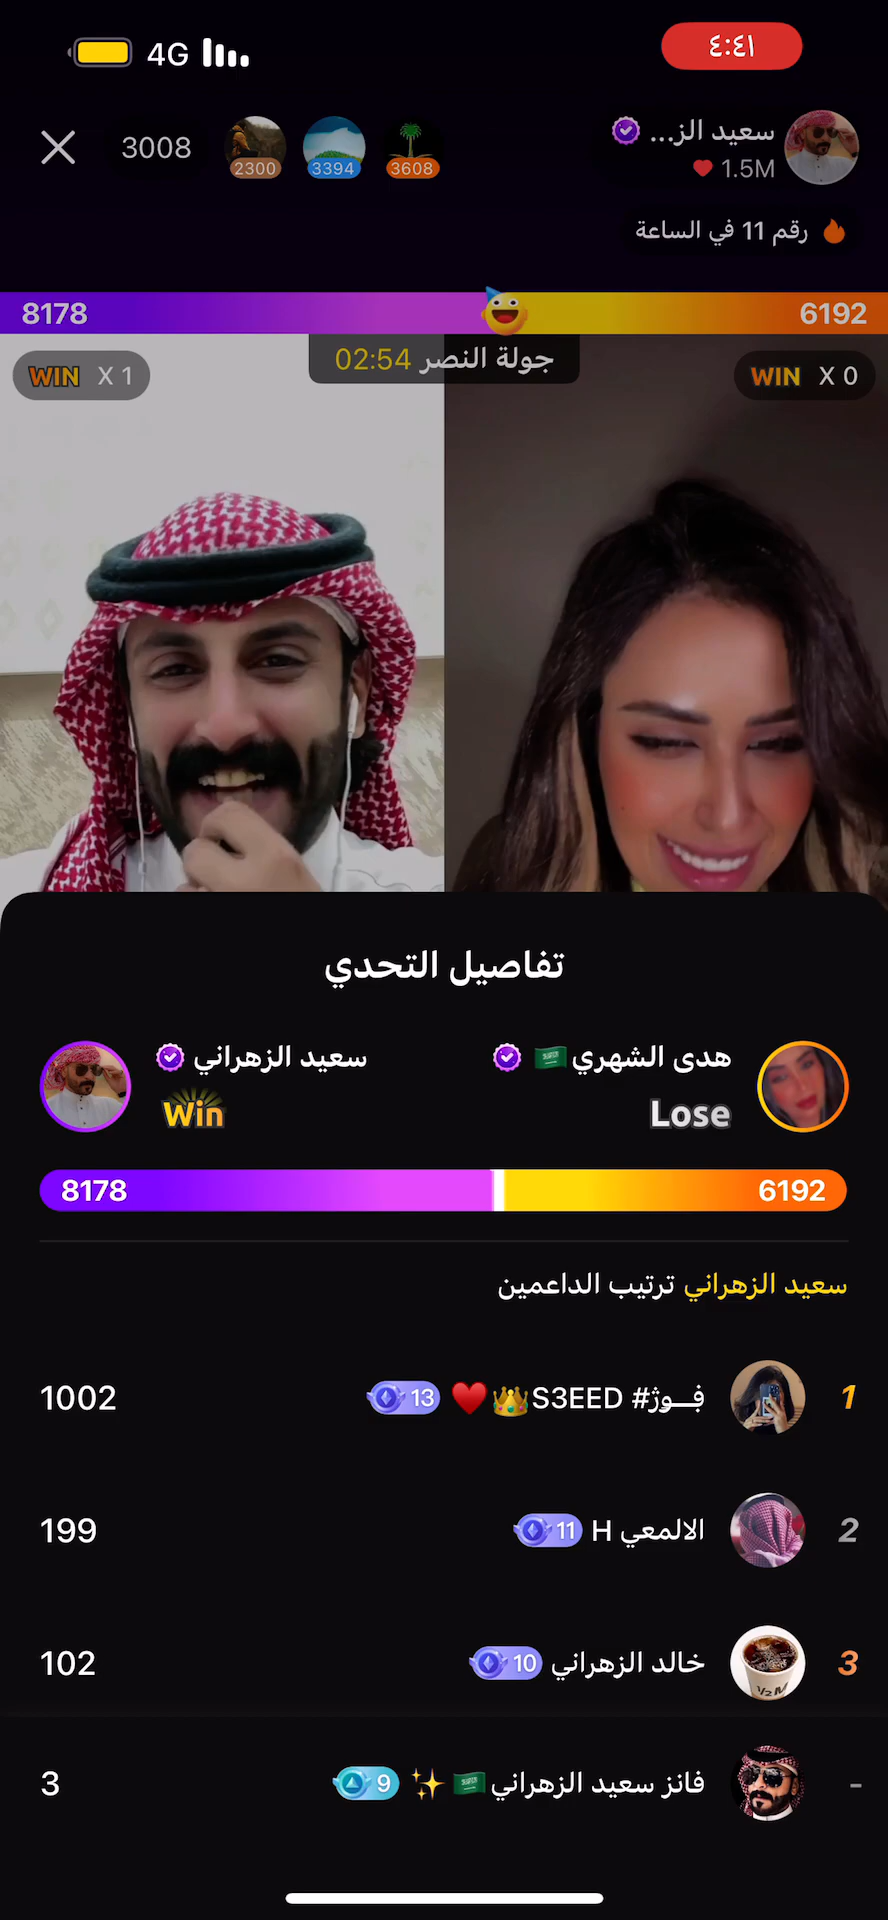 4G ٤:٤١
سعيد الز...
1.5M
3008 2300 3394 3608
رقم 11 في الساعة
8178 6192
جولة النصر 02:54
WIN X 1 WIN X 0
تفاصيل التحدي
سعيد الزهراني هدى الشهري
Win Lose
8178 6192
سعيد الزهراني ترتيب الداعمين
1 فـــوژ# S3EED 13 1002
2 الالمعي H 11 199
3 خالد الزهراني 10 102
- فانز سعيد الزهراني 9 3